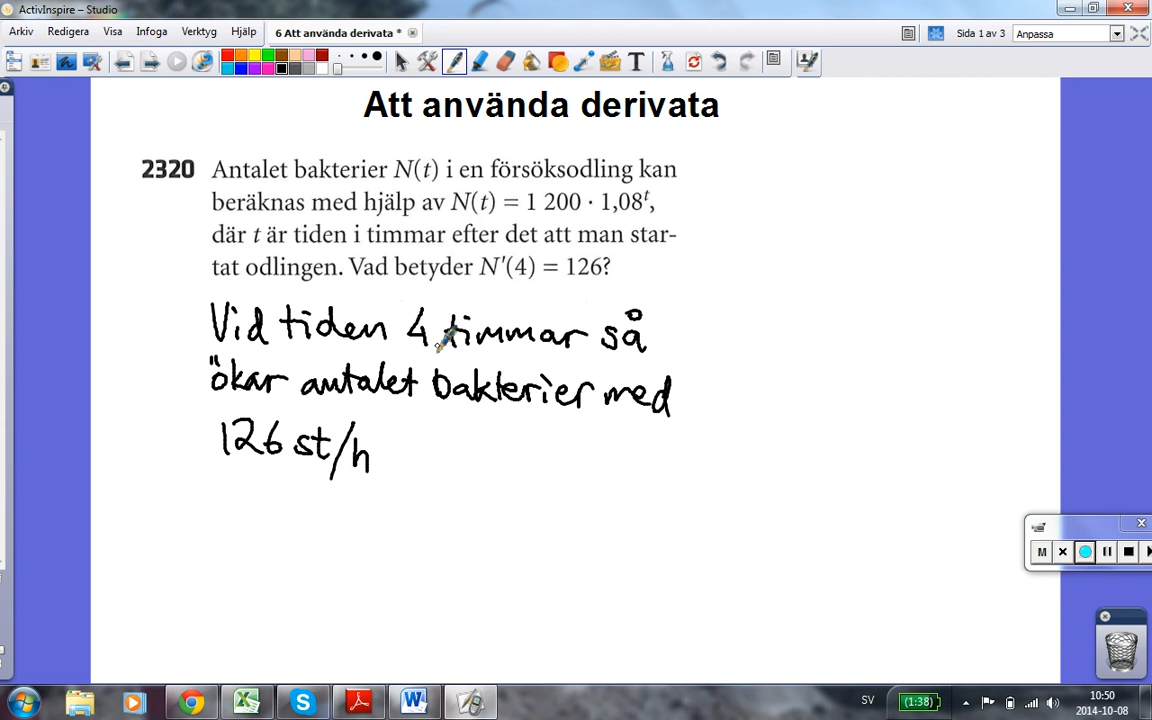 ActivInspire – Studio
Arkiv Redigera Visa Infoga Verktyg Hjälp
6 Att använda derivata *
Sida 1 av 3
Anpassa
Att använda derivata
2320 Antalet bakterier N(t) i en försöksodling kan
beräknas med hjälp av N(t) = 1 200 · 1,08ᵗ,
där t är tiden i timmar efter det att man star-
tat odlingen. Vad betyder N′(4) = 126?
Vid tiden 4 timmar så
ökar antalet bakterier med
126 st/h
M
SV
(1:38)
10:50
2014-10-08